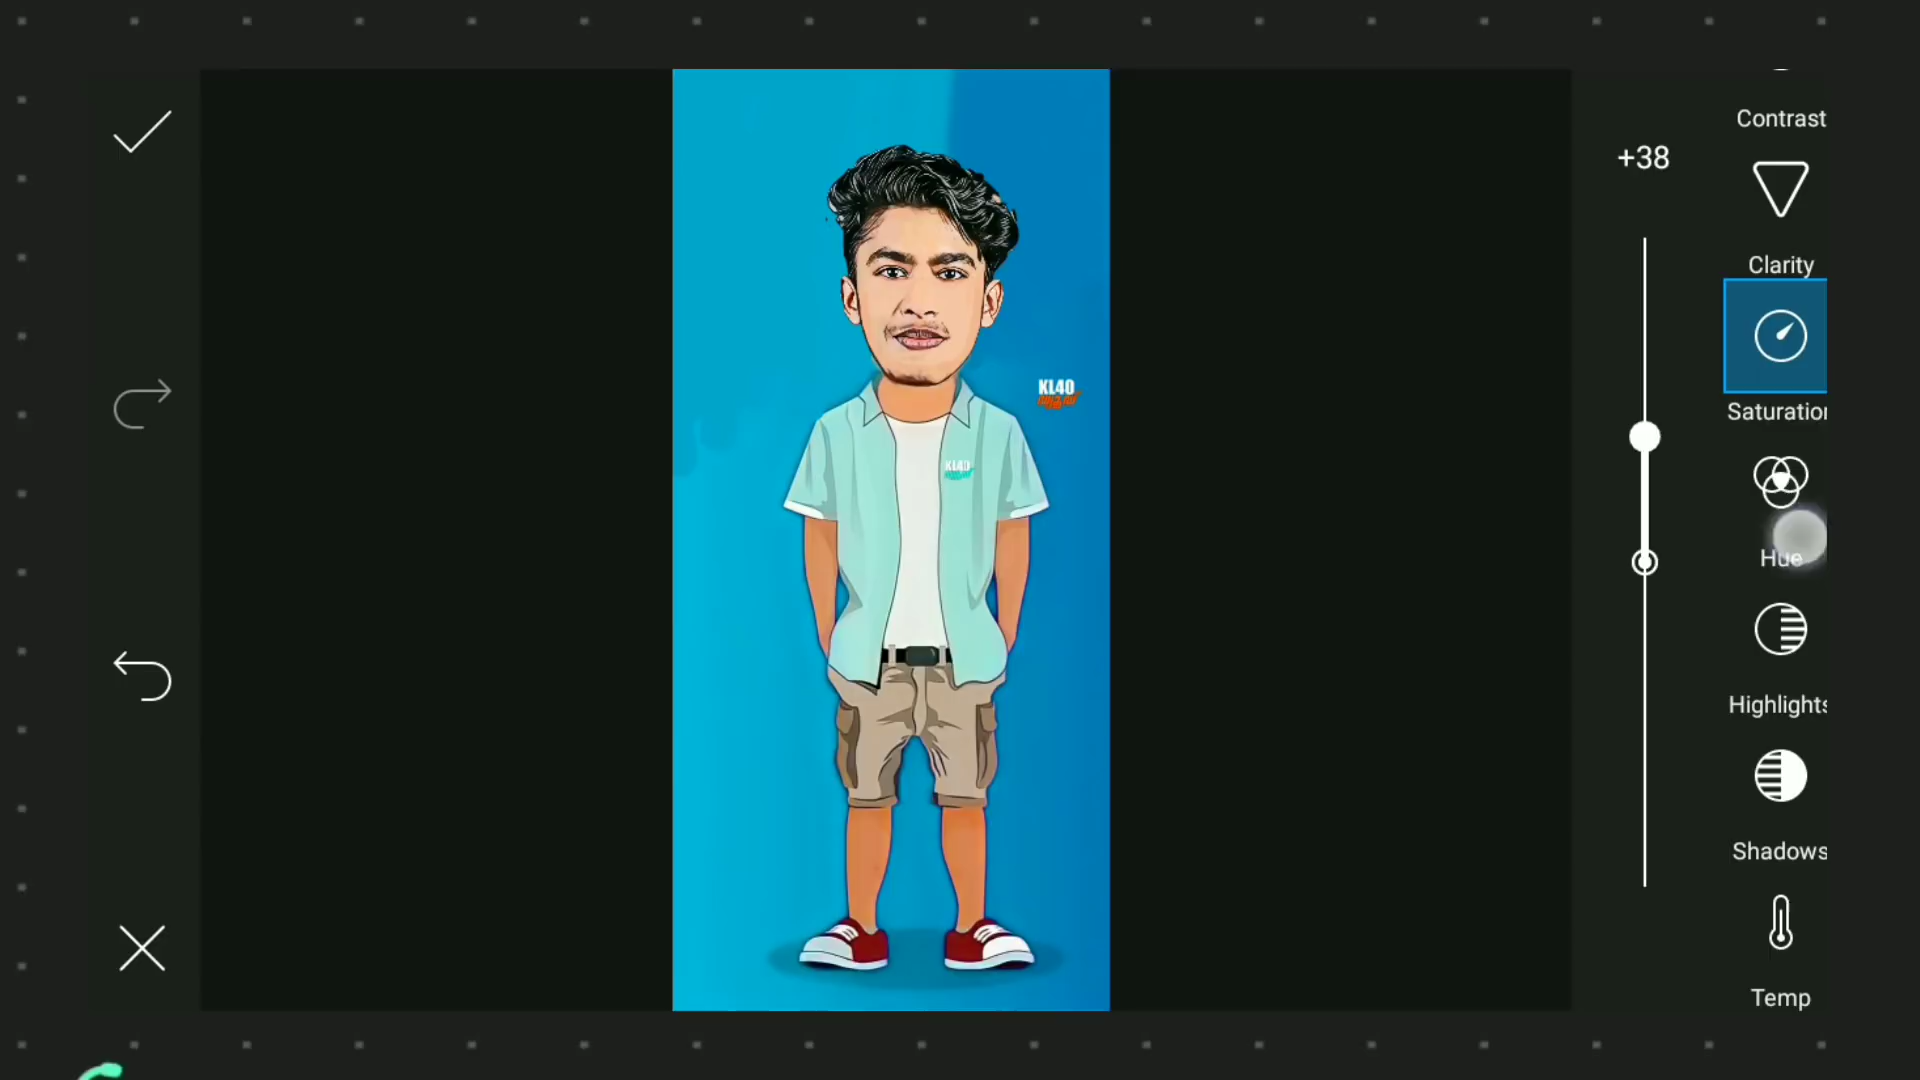 Contrast
+38
Clarity
Saturation
KL40
KL40
Hue
Highlights
Shadows
Temp